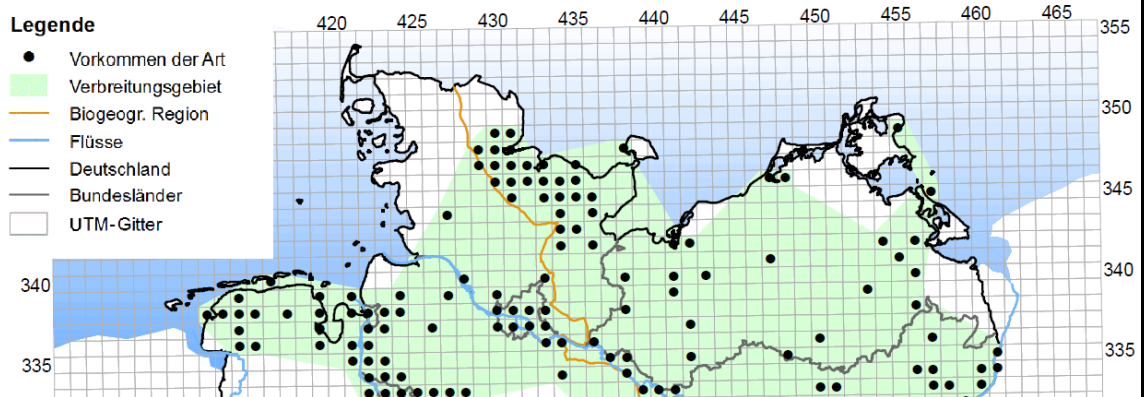 Legende
Vorkommen der Art
Verbreitungsgebiet
Biogeogr. Region
Flüsse
Deutschland
Bundesländer
UTM-Gitter
420 425 430 435 440 445 450 455 460 465
355
350
345
340 340
335 335